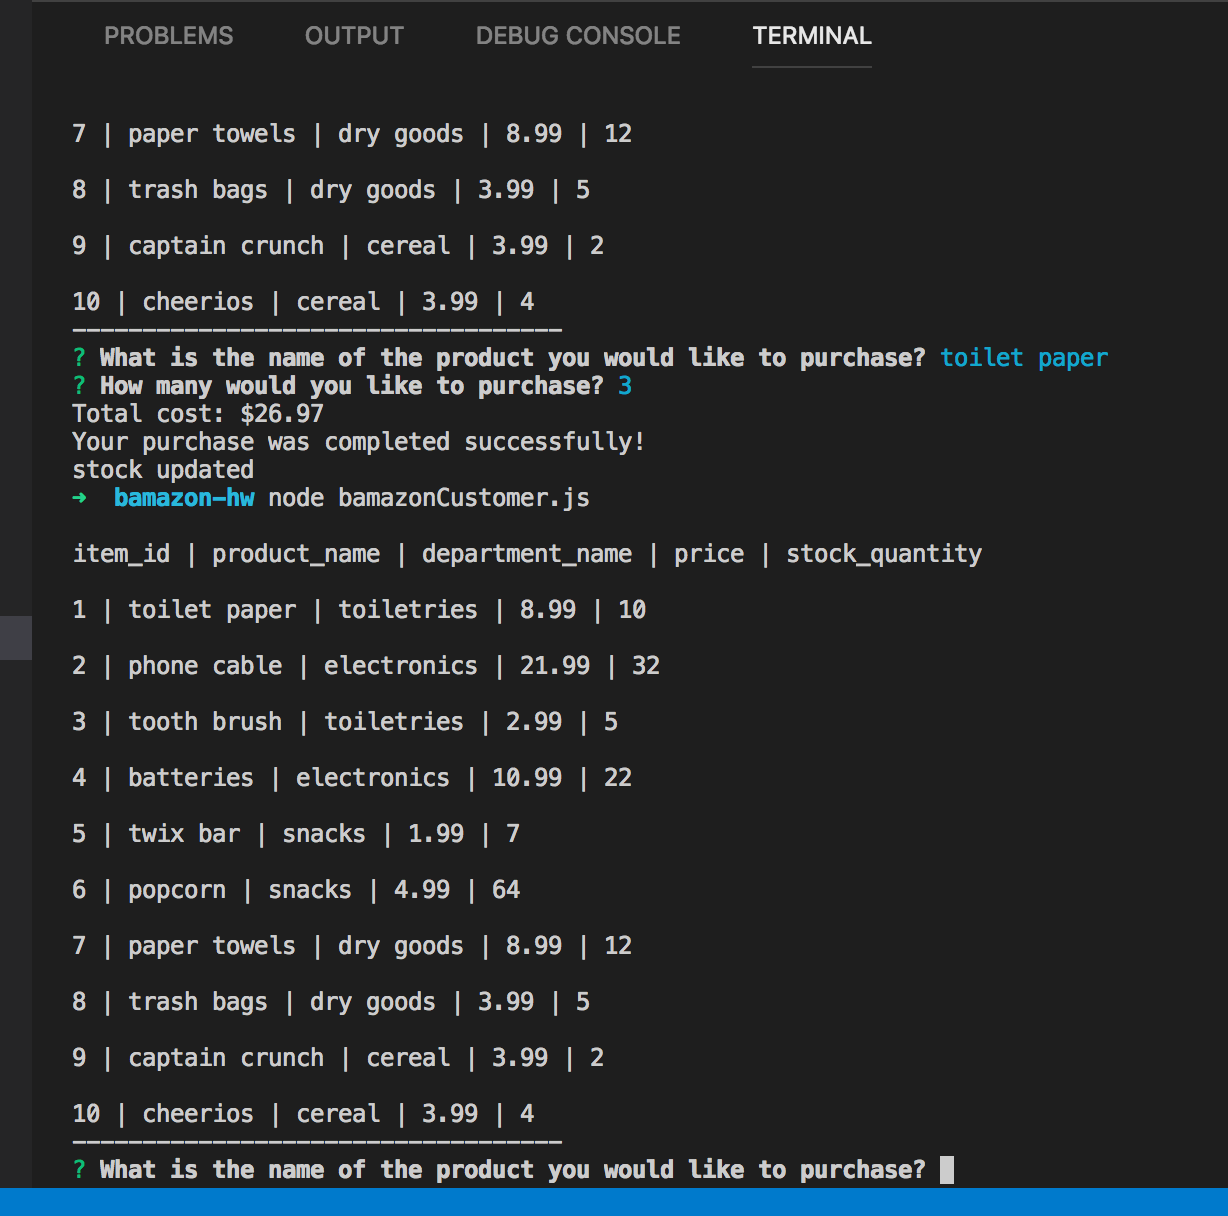 PROBLEMS OUTPUT DEBUG CONSOLE TERMINAL
7 | paper towels | dry goods | 8.99 | 12
8 | trash bags | dry goods | 3.99 | 5
9 | captain crunch | cereal | 3.99 | 2
10 | cheerios | cereal | 3.99 | 4
-----------------------------------
? What is the name of the product you would like to purchase? toilet paper
? How many would you like to purchase? 3
Total cost: $26.97
Your purchase was completed successfully!
stock updated
➜ bamazon-hw node bamazonCustomer.js
item_id | product_name | department_name | price | stock_quantity
1 | toilet paper | toiletries | 8.99 | 10
2 | phone cable | electronics | 21.99 | 32
3 | tooth brush | toiletries | 2.99 | 5
4 | batteries | electronics | 10.99 | 22
5 | twix bar | snacks | 1.99 | 7
6 | popcorn | snacks | 4.99 | 64
7 | paper towels | dry goods | 8.99 | 12
8 | trash bags | dry goods | 3.99 | 5
9 | captain crunch | cereal | 3.99 | 2
10 | cheerios | cereal | 3.99 | 4
-----------------------------------
? What is the name of the product you would like to purchase?